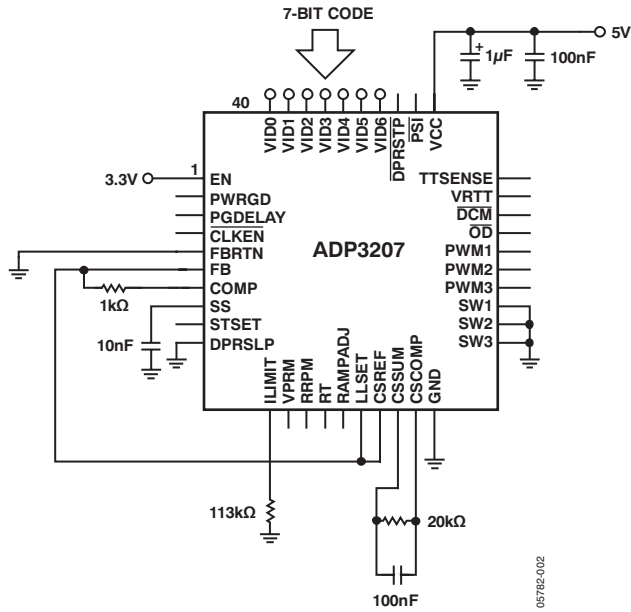 7-BIT CODE
5V
1µF
100nF
40
VID0
VID1
VID2
VID3
VID4
VID5
VID6
DPRSTP
PSI
VCC
3.3V
1
EN
PWRGD
PGDELAY
CLKEN
FBRTN
FB
COMP
SS
STSET
DPRSLP
1kΩ
10nF
ADP3207
TTSENSE
VRTT
DCM
OD
PWM1
PWM2
PWM3
SW1
SW2
SW3
ILIMIT
VPRM
RRPM
RT
RAMPADJ
LLSET
CSREF
CSSUM
CSCOMP
GND
113kΩ
20kΩ
100nF
05782-002